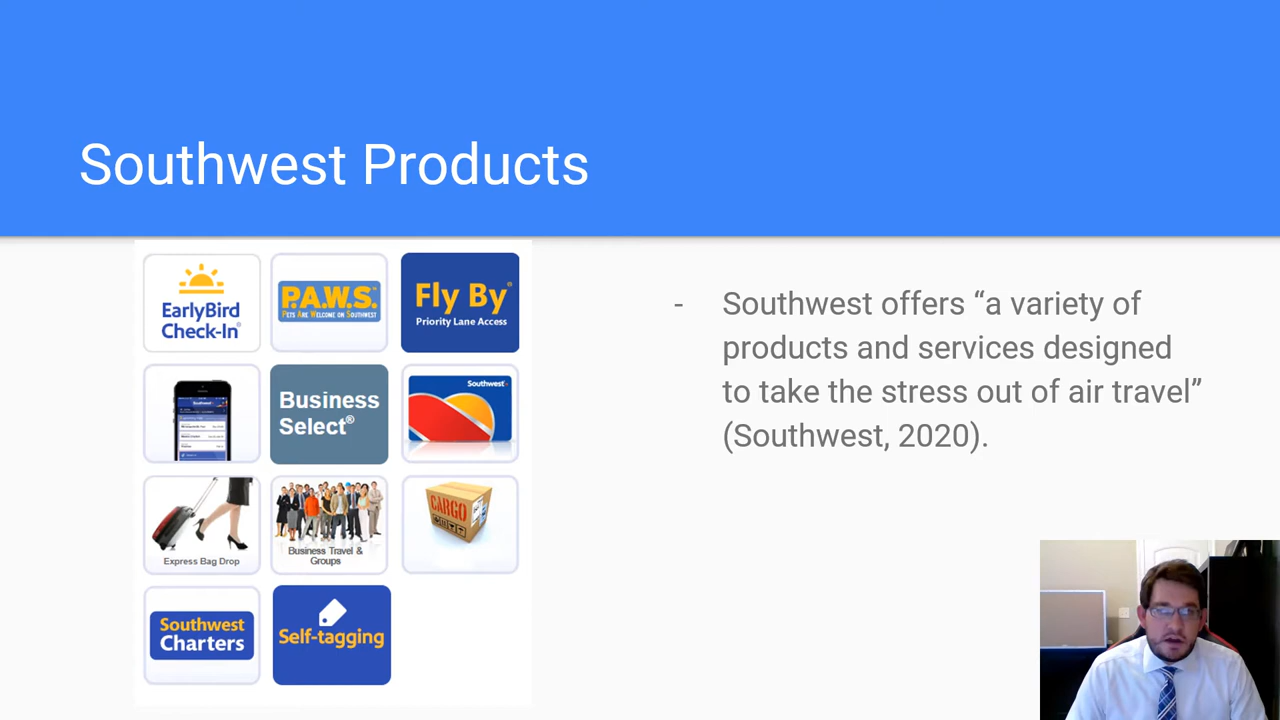 Southwest Products
EarlyBird
Check-In®
P.A.W.S.™
PETS ARE WELCOME ON SOUTHWEST
Fly By®
Priority Lane Access
Business
Select®
Southwest®
Express Bag Drop
Business Travel &
Groups
CARGO
Southwest
Charters
Self-tagging
- Southwest offers “a variety of
products and services designed
to take the stress out of air travel”
(Southwest, 2020).